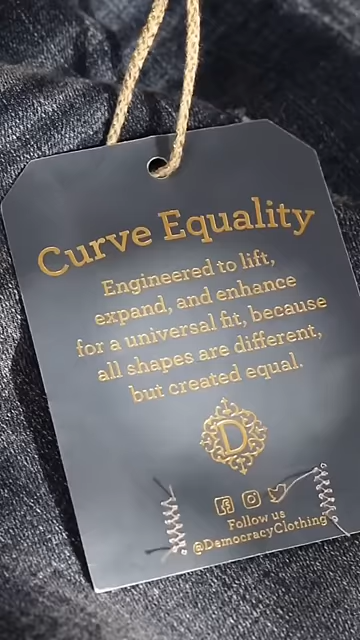 Curve Equality
Engineered to lift,
expand, and enhance
for a universal fit, because
all shapes are different,
but created equal.
D
Follow us
@DemocracyClothing